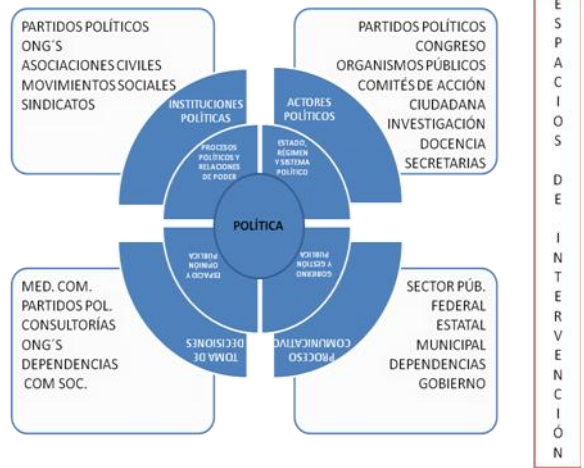 PARTIDOS POLÍTICOS
ONG´S
ASOCIACIONES CIVILES
MOVIMIENTOS SOCIALES
SINDICATOS
PARTIDOS POLÍTICOS
CONGRESO
ORGANISMOS PÚBLICOS
COMITÉS DE ACCIÓN
CIUDADANA
INVESTIGACIÓN
DOCENCIA
SECRETARIAS
INSTITUCIONES
POLÍTICAS
ACTORES
POLÍTICOS
PROCESOS
POLÍTICOS Y
RELACIONES
DE PODER
ESTADO,
RÉGIMEN
Y SISTEMA
POLÍTICO
POLÍTICA
ESPACIO Y
OPINIÓN
PÚBLICA
GOBIERNO
Y GESTIÓN
PÚBLICA
TOMA DE
DECISIONES
PROCESO
COMUNICATIVO
MED. COM.
PARTIDOS POL.
CONSULTORÍAS
ONG´S
DEPENDENCIAS
COM SOC.
SECTOR PÚB.
FEDERAL
ESTATAL
MUNICIPAL
DEPENDENCIAS
GOBIERNO
ESPACIOS DE INTERVENCIÓN